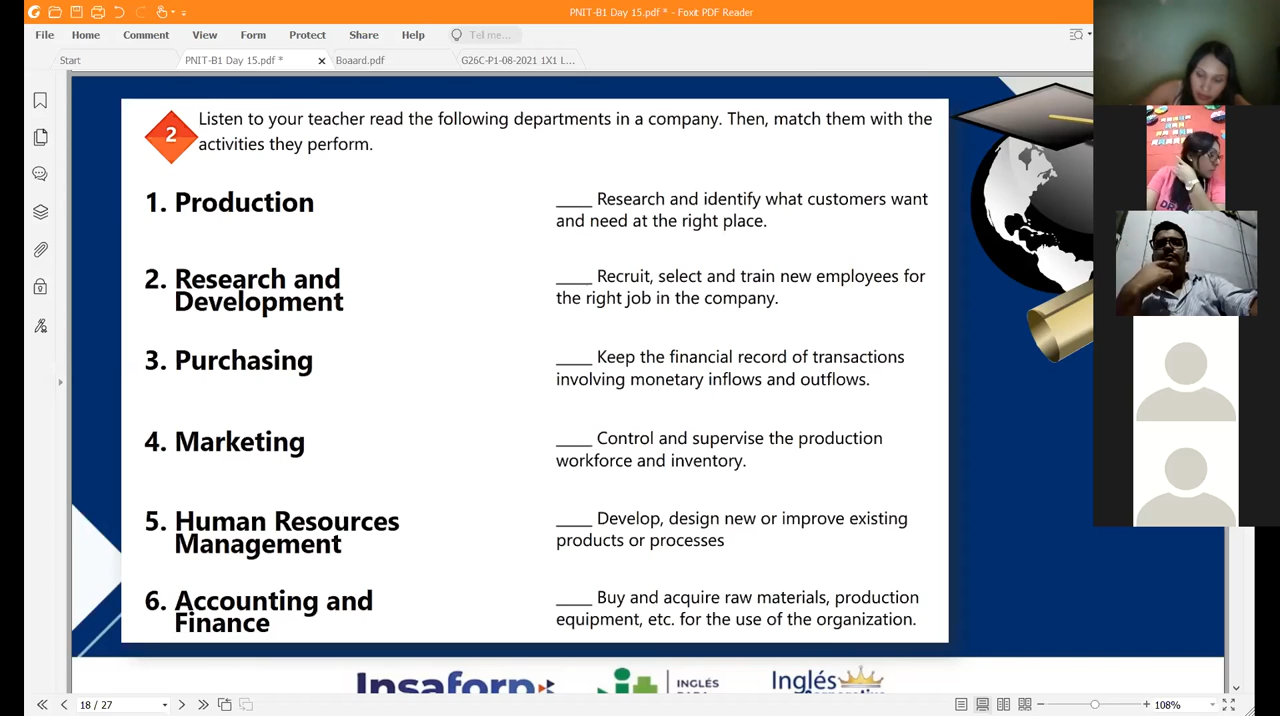 PNIT-B1 Day 15.pdf * - Foxit PDF Reader
File Home Comment View Form Protect Share Help Tell me...
Start PNIT-B1 Day 15.pdf * Boaard.pdf G26C-P1-08-2021 1X1 L...
2
Listen to your teacher read the following departments in a company. Then, match them with the
activities they perform.
1. Production
____ Research and identify what customers want
and need at the right place.
2. Research and
Development
____ Recruit, select and train new employees for
the right job in the company.
3. Purchasing
____ Keep the financial record of transactions
involving monetary inflows and outflows.
4. Marketing
____ Control and supervise the production
workforce and inventory.
5. Human Resources
Management
____ Develop, design new or improve existing
products or processes
6. Accounting and
Finance
____ Buy and acquire raw materials, production
equipment, etc. for the use of the organization.
Insaforp
INGLÉS
Inglés
18 / 27
108%